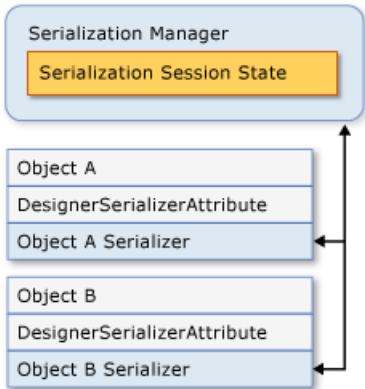 Serialization Manager
Serialization Session State
Object A
DesignerSerializerAttribute
Object A Serializer
Object B
DesignerSerializerAttribute
Object B Serializer